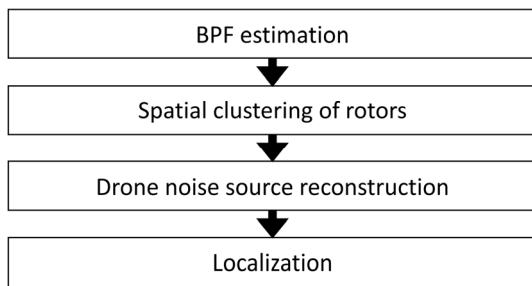 BPF estimation
Spatial clustering of rotors
Drone noise source reconstruction
Localization